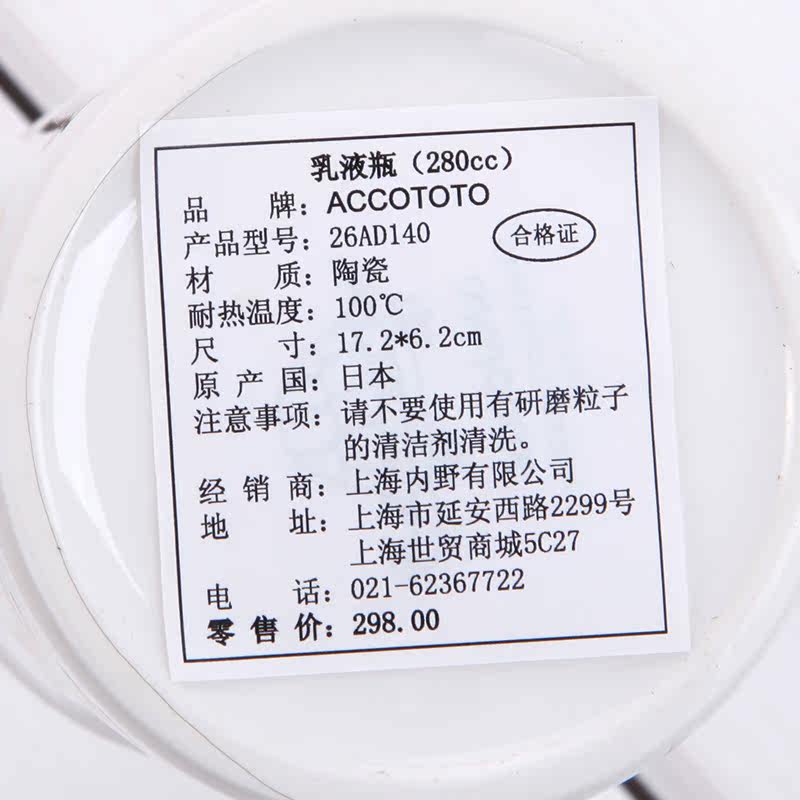 乳液瓶（280cc）
品 牌：ACCOTOTO
产品型号：26AD140
合格证
材 质：陶瓷
耐热温度：100℃
尺 寸：17.2*6.2cm
原 产 国：日本
注意事项：请不要使用有研磨粒子
的清洁剂清洗。
经 销 商：上海内野有限公司
地 址：上海市延安西路2299号
上海世贸商城5C27
电 话：021-62367722
零 售 价：298.00